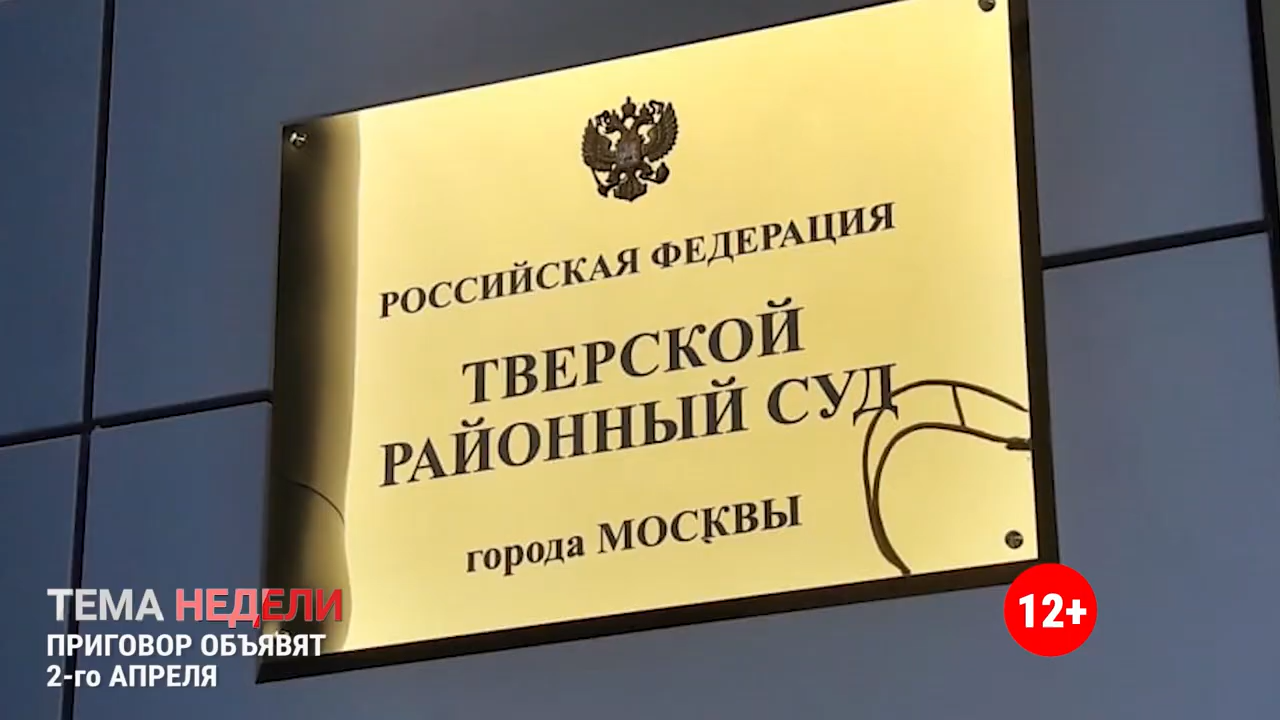 РОССИЙСКАЯ ФЕДЕРАЦИЯ
ТВЕРСКОЙ
РАЙОННЫЙ СУД
города МОСКВЫ
ТЕМА НЕДЕЛИ
ПРИГОВОР ОБЪЯВЯТ
2-го АПРЕЛЯ
12+